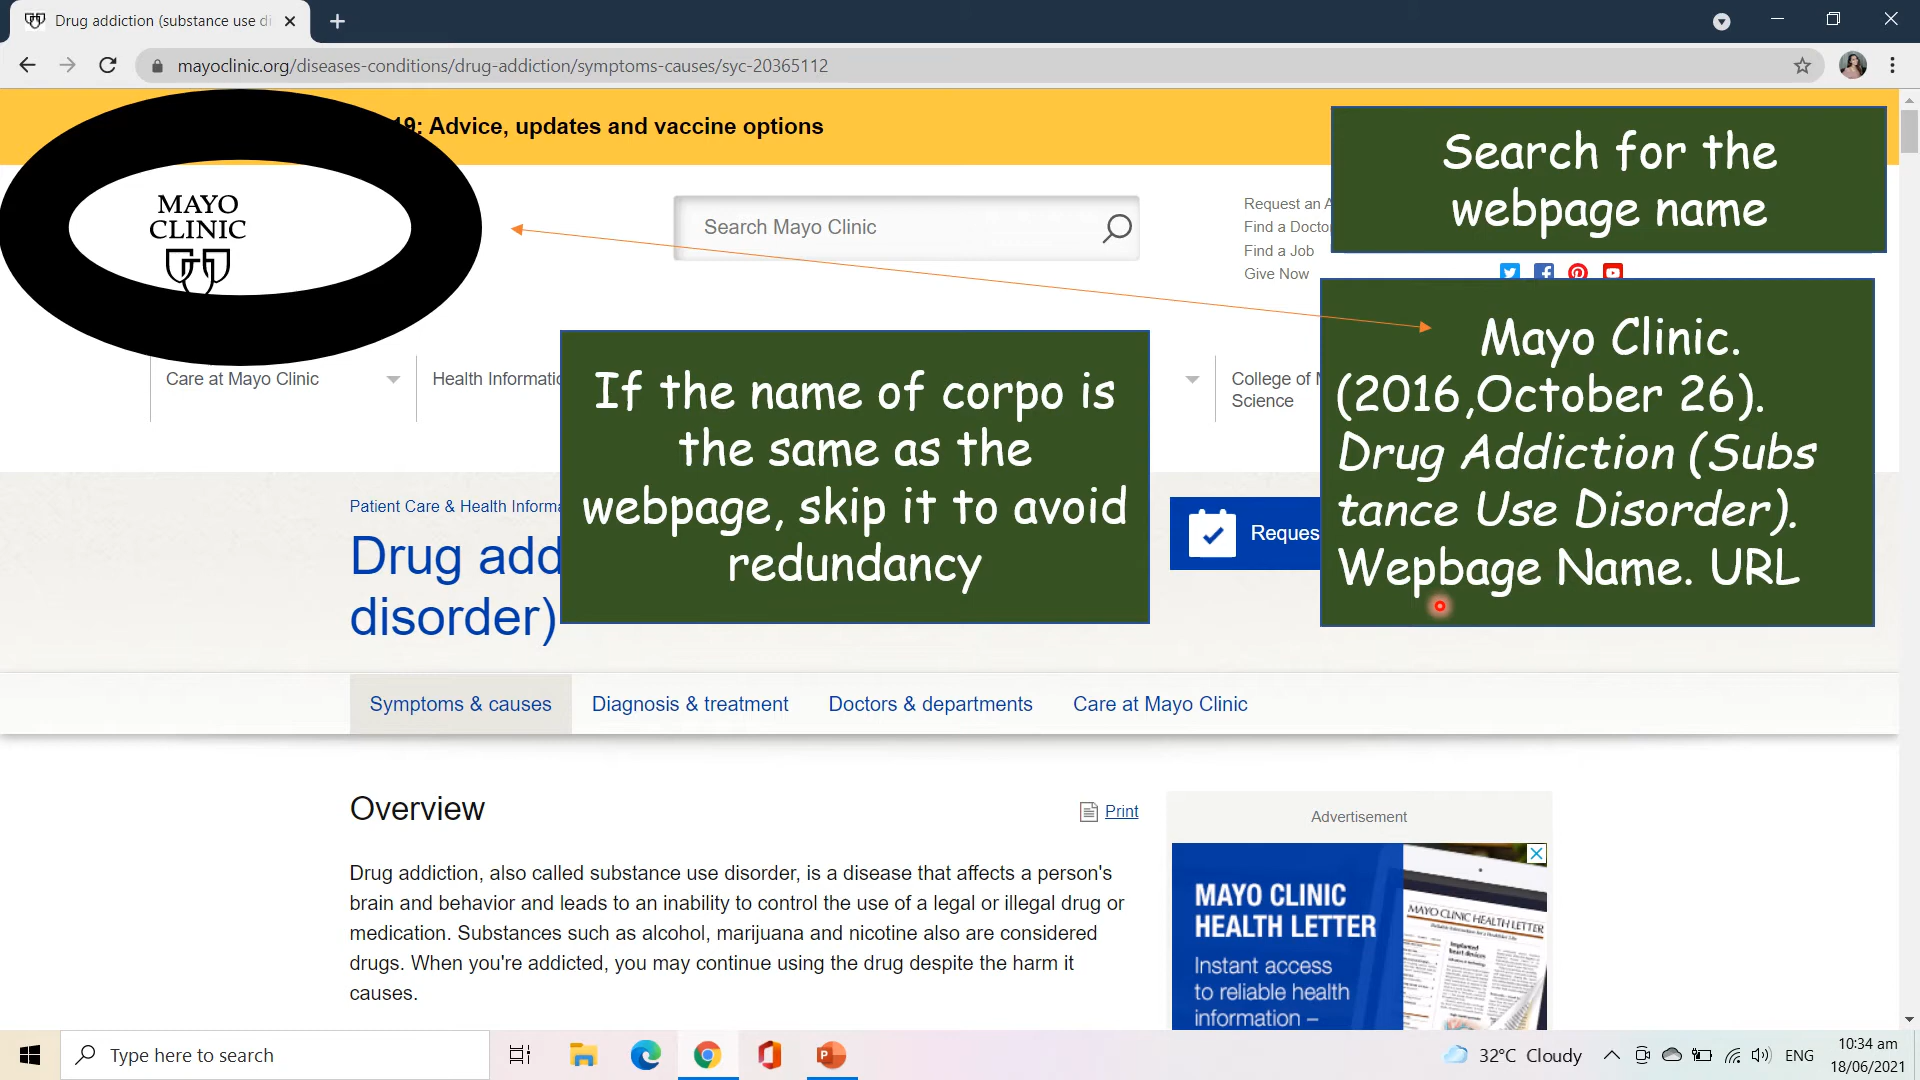 Drug addiction (substance use di
mayoclinic.org/diseases-conditions/drug-addiction/symptoms-causes/syc-20365112
19: Advice, updates and vaccine options
MAYO
CLINIC
Search Mayo Clinic
Request an A
Find a Docto
Find a Job
Give Now
Search for the
webpage name
Mayo Clinic.
(2016,October 26).
Drug Addiction (Subs
tance Use Disorder).
Wepbage Name. URL
If the name of corpo is
the same as the
webpage, skip it to avoid
redundancy
Care at Mayo Clinic
Health Informatio
College of M
Science
Patient Care & Health Informa
Drug add
disorder)
Reques
Symptoms & causes
Diagnosis & treatment
Doctors & departments
Care at Mayo Clinic
Overview
Print
Drug addiction, also called substance use disorder, is a disease that affects a person's
brain and behavior and leads to an inability to control the use of a legal or illegal drug or
medication. Substances such as alcohol, marijuana and nicotine also are considered
drugs. When you're addicted, you may continue using the drug despite the harm it
causes.
Advertisement
MAYO CLINIC
HEALTH LETTER
Instant access
to reliable health
information –
MAYO CLINIC HEALTH LETTER
Type here to search
32°C Cloudy
ENG
10:34 am
18/06/2021